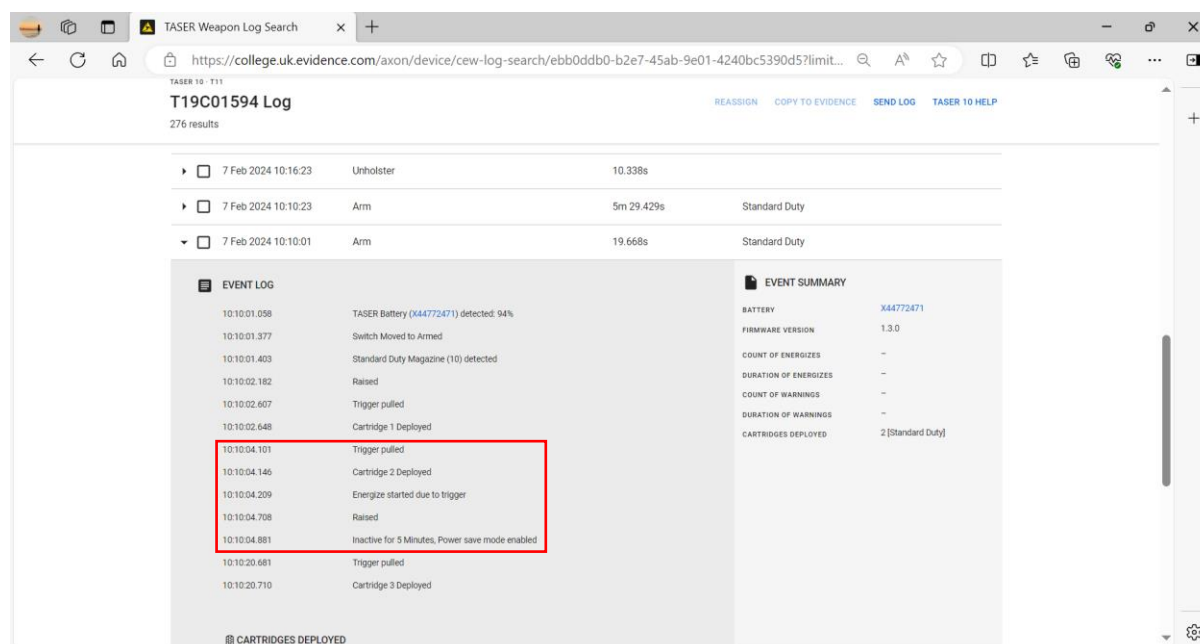 TASER Weapon Log Search
https://college.uk.evidence.com/axon/device/cew-log-search/ebb0ddb0-b2e7-45ab-9e01-4240bc5390d5?limit...
TASER 10 · T11
T19C01594 Log
REASSIGN COPY TO EVIDENCE SEND LOG TASER 10 HELP
276 results
7 Feb 2024 10:16:23 Unholster 10.338s
7 Feb 2024 10:10:23 Arm 5m 29.429s Standard Duty
7 Feb 2024 10:10:01 Arm 19.668s Standard Duty
EVENT LOG
10:10:01.058 TASER Battery (X44772471) detected: 94%
10:10:01.377 Switch Moved to Armed
10:10:01.403 Standard Duty Magazine (10) detected
10:10:02.182 Raised
10:10:02.607 Trigger pulled
10:10:02.648 Cartridge 1 Deployed
10:10:04.101 Trigger pulled
10:10:04.146 Cartridge 2 Deployed
10:10:04.209 Energize started due to trigger
10:10:04.708 Raised
10:10:04.881 Inactive for 5 Minutes, Power save mode enabled
10:10:20.681 Trigger pulled
10:10:20.710 Cartridge 3 Deployed
EVENT SUMMARY
BATTERY X44772471
FIRMWARE VERSION 1.3.0
COUNT OF ENERGIZES –
DURATION OF ENERGIZES –
COUNT OF WARNINGS –
DURATION OF WARNINGS –
CARTRIDGES DEPLOYED 2 [Standard Duty]
CARTRIDGES DEPLOYED